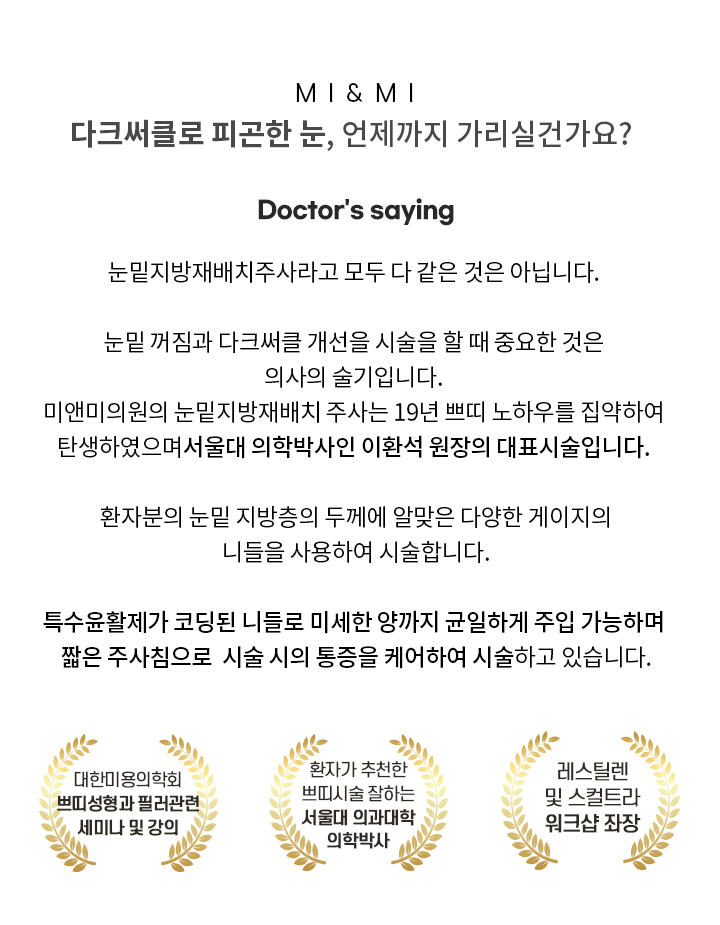 MI & MI
다크써클로 피곤한 눈, 언제까지 가리실건가요?
Doctor's saying
눈밑지방재배치주사라고 모두 다 같은 것은 아닙니다.
눈밑 꺼짐과 다크써클 개선을 시술을 할 때 중요한 것은
의사의 술기입니다.
미앤미의원의 눈밑지방재배치 주사는 19년 쁘띠 노하우를 집약하여
탄생하였으며서울대 의학박사인 이환석 원장의 대표시술입니다.
환자분의 눈밑 지방층의 두께에 알맞은 다양한 게이지의
니들을 사용하여 시술합니다.
특수윤활제가 코딩된 니들로 미세한 양까지 균일하게 주입 가능하며
짧은 주사침으로 시술 시의 통증을 케어하여 시술하고 있습니다.
대한미용의학회
쁘띠성형과 필러관련
세미나 및 강의
환자가 추천한
쁘띠시술 잘하는
서울대 의과대학
의학박사
레스틸렌
및 스컬트라
워크샵 좌장